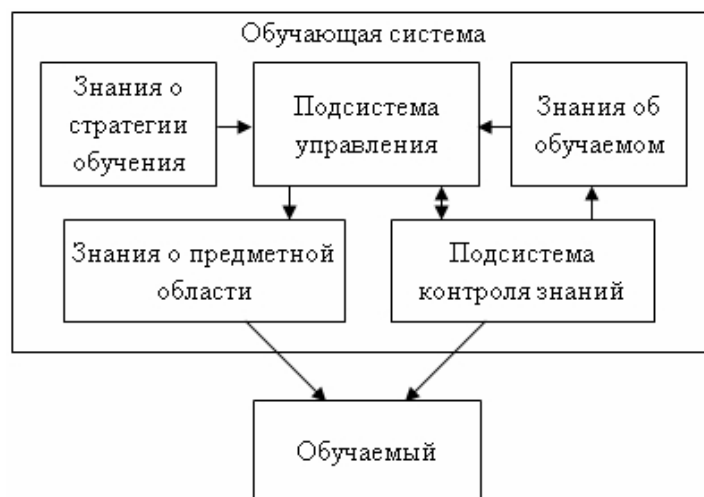 Обучающая система
Знания о
стратегии
обучения
Подсистема
управления
Знания об
обучаемом
Знания о предметной
области
Подсистема
контроля знаний
Обучаемый